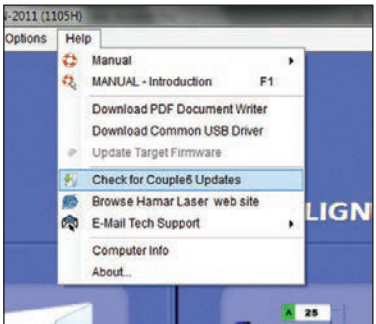 -2011 (1105H)
Options Help
Manual
MANUAL - Introduction F1
Download PDF Document Writer
Download Common USB Driver
Update Target Firmware
Check for Couple6 Updates
Browse Hamar Laser web site
E-Mail Tech Support
Computer Info
About...
LIGN
A 25